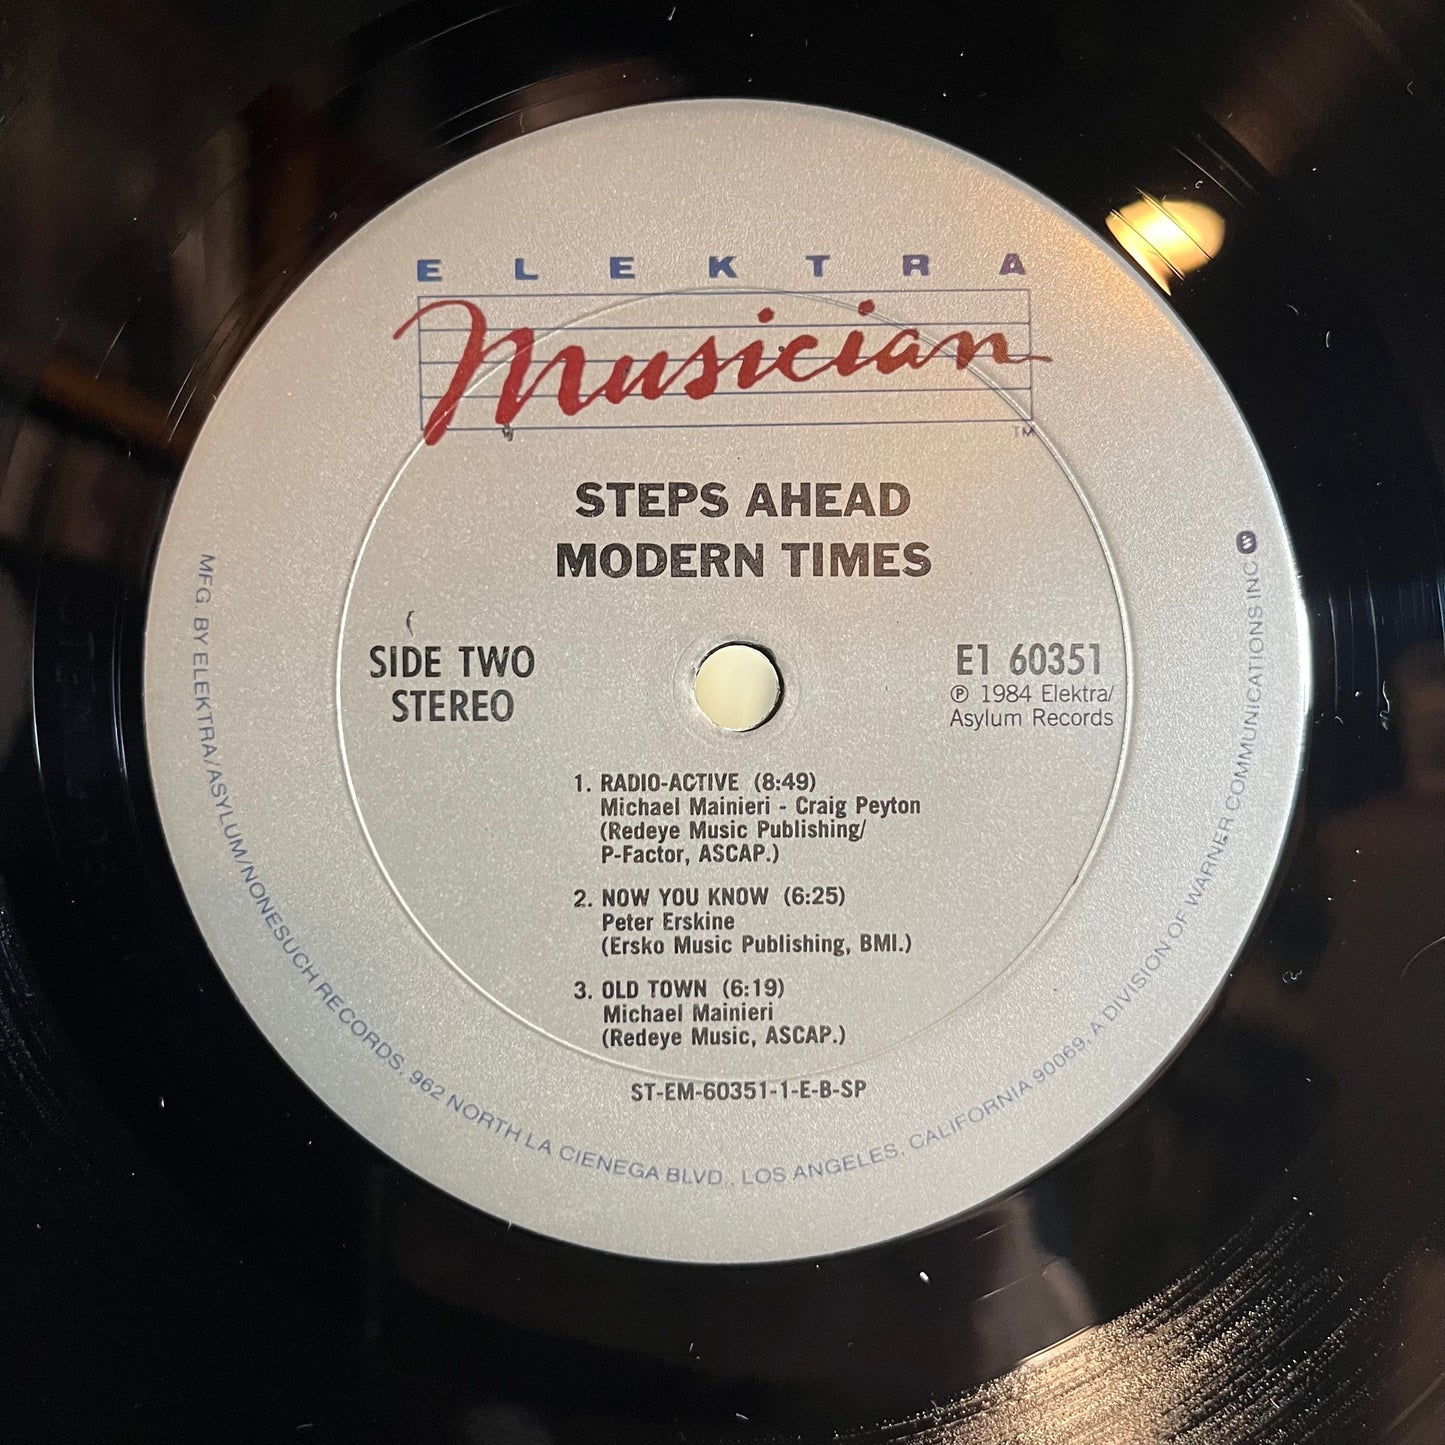 ELEKTRA
Musician
TM
STEPS AHEAD
MODERN TIMES
SIDE TWO
STEREO
E1 60351
℗ 1984 Elektra/
Asylum Records
1. RADIO-ACTIVE (8:49)
Michael Mainieri - Craig Peyton
(Redeye Music Publishing/
P-Factor, ASCAP.)
2. NOW YOU KNOW (6:25)
Peter Erskine
(Ersko Music Publishing, BMI.)
3. OLD TOWN (6:19)
Michael Mainieri
(Redeye Music, ASCAP.)
ST-EM-60351-1-E-B-SP
MFG. BY ELEKTRA/ASYLUM/NONESUCH RECORDS, 962 NORTH LA CIENEGA BLVD., LOS ANGELES, CALIFORNIA 90069, A DIVISION OF WARNER COMMUNICATIONS INC.